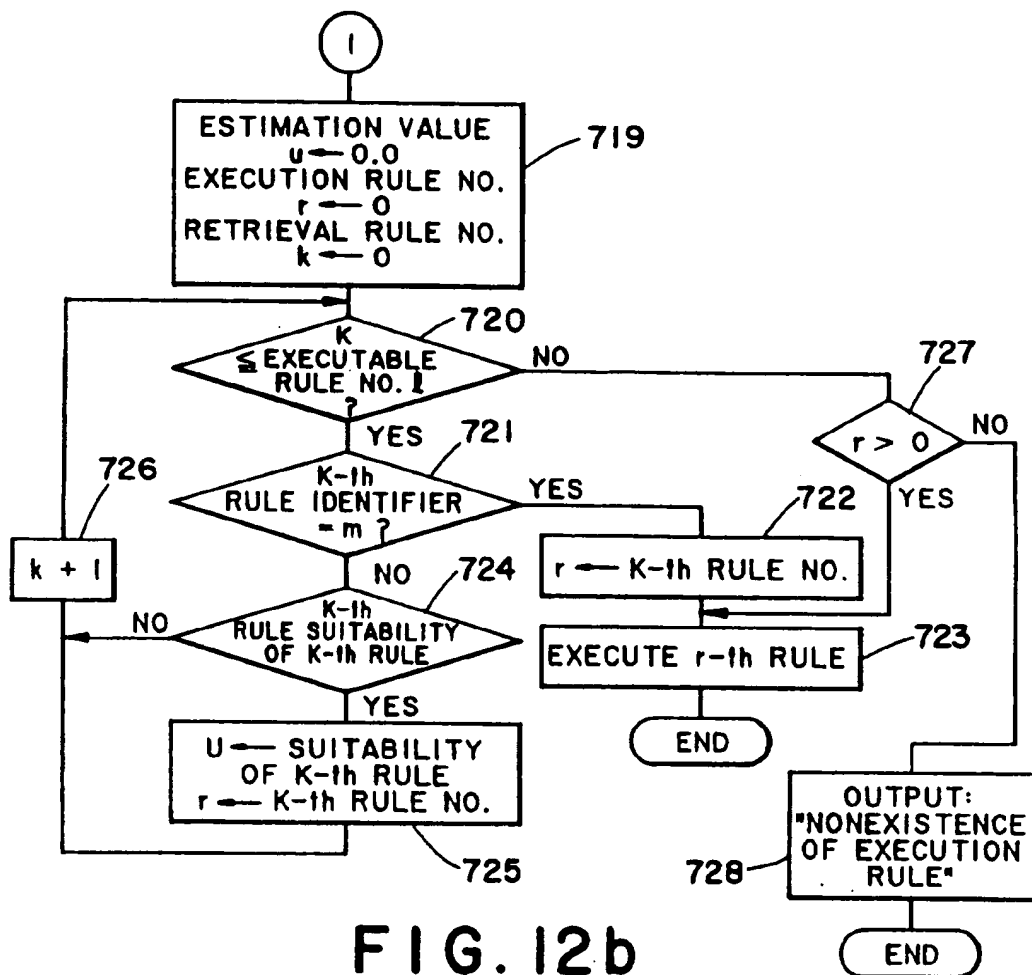 I
ESTIMATION VALUE
u ← 0.0
EXECUTION RULE NO.
r ← 0
RETRIEVAL RULE NO.
k ← 0
719
K
≦ EXECUTABLE
RULE NO. l
?
720
NO
YES
727
r > 0
NO
YES
721
K-th
RULE IDENTIFIER
= m ?
YES
NO
726
k + 1
722
r ← K-th RULE NO.
724
K-th
RULE SUITABILITY
OF K-th RULE
NO
YES
723
EXECUTE r-th RULE
END
U ← SUITABILITY
OF K-th RULE
r ← K-th RULE NO.
725
OUTPUT:
"NONEXISTENCE
OF EXECUTION
RULE"
728
END
FIG. 12b